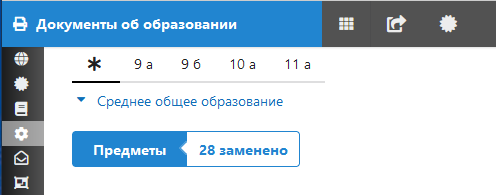 Документы об образовании
9 а 9 б 10 а 11 а
Среднее общее образование
Предметы 28 заменено